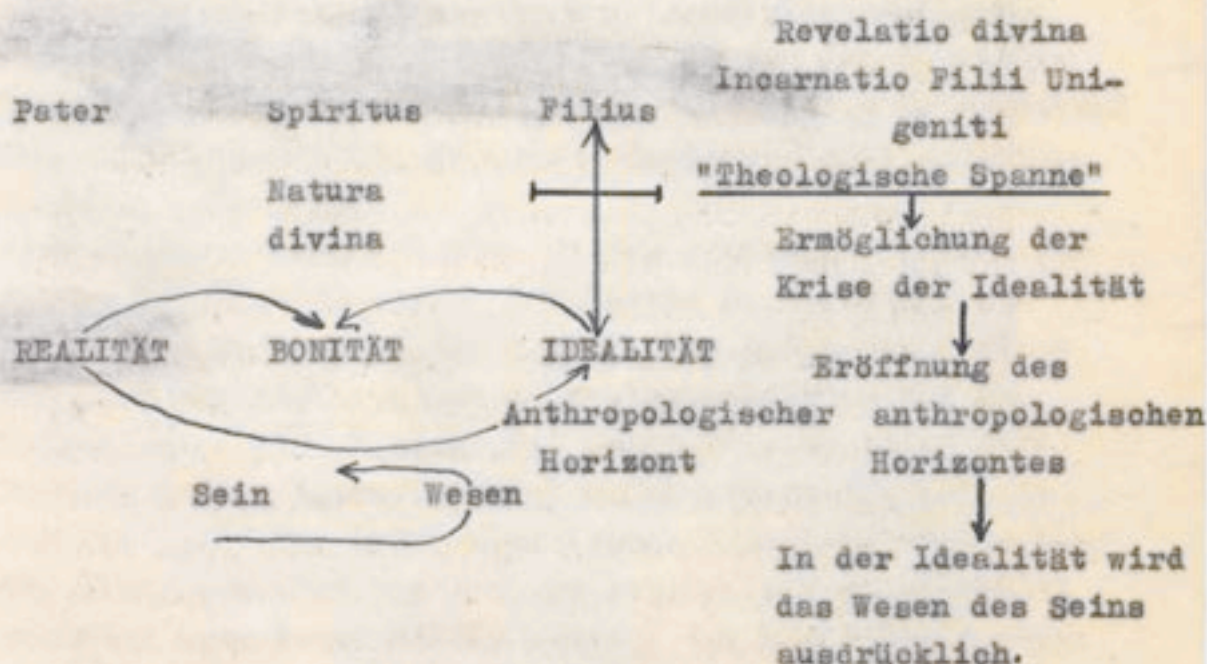 Revelatio divina
Incarnatio Filii Uni-
geniti
Pater Spiritus Filius
"Theologische Spanne"
Natura
divina
Ermöglichung der
Krise der Idealität
REALITÄT BONITÄT IDEALITÄT
Eröffnung des
anthropologischen
Horizontes
Anthropologischer
Horizont
Sein Wesen
In der Idealität wird
das Wesen des Seins
ausdrücklich.